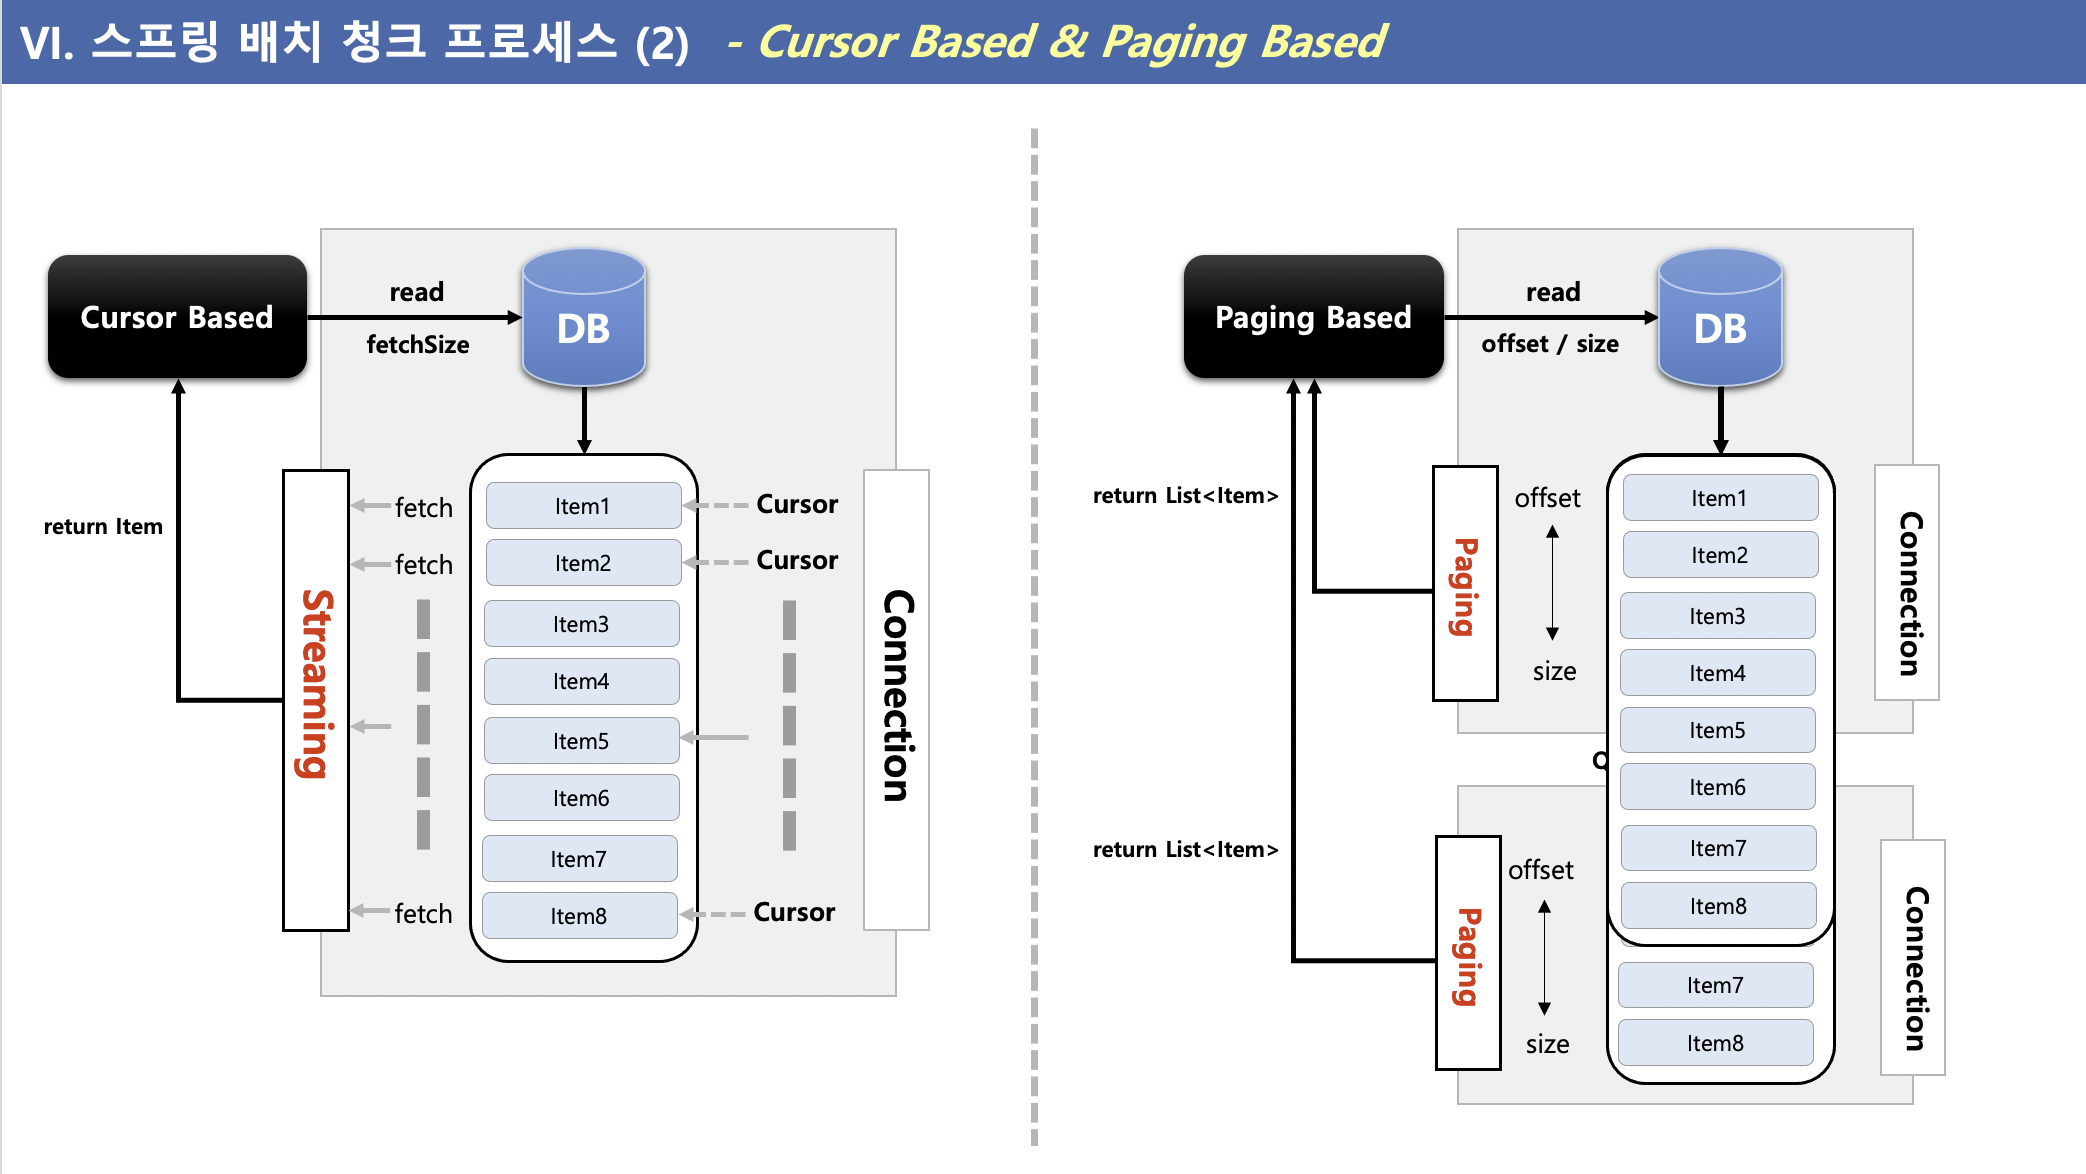 VI. 스프링 배치 청크 프로세스 (2) - Cursor Based & Paging Based
Cursor Based
read
fetchSize
DB
return Item
Streaming
fetch
fetch
fetch
Item1
Item2
Item3
Item4
Item5
Item6
Item7
Item8
Cursor
Cursor
Cursor
Connection
Paging Based
read
offset / size
DB
return List<Item>
return List<Item>
Paging
offset
size
Item1
Item2
Item3
Item4
Item5
Item6
Item7
Item8
Connection
Paging
offset
size
Item7
Item8
Connection